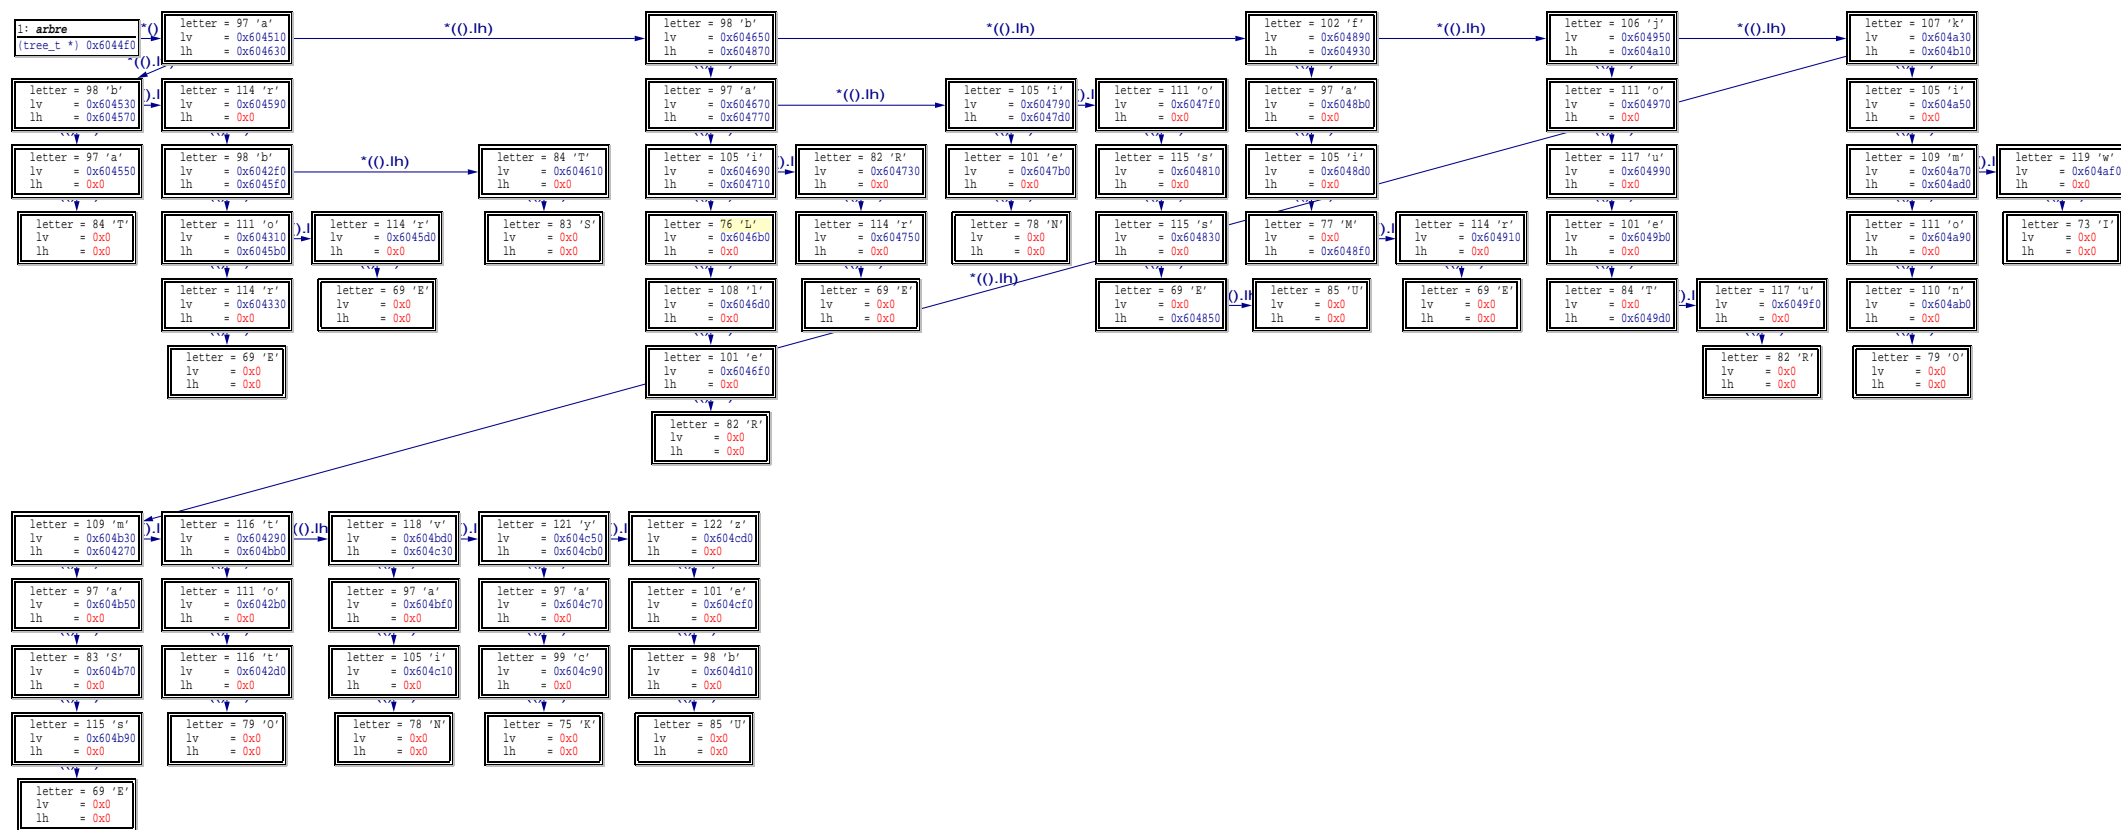 1: arbre
(tree_t *) 0x6044f0
*()
letter = 97 'a'
lv = 0x604510
lh = 0x604630
*(().lh)
letter = 98 'b'
lv = 0x604650
lh = 0x604870
*(().lh)
letter = 102 'f'
lv = 0x604890
lh = 0x604930
*(().lh)
letter = 106 'j'
lv = 0x604950
lh = 0x604a10
*(().lh)
letter = 107 'k'
lv = 0x604a30
lh = 0x604b10
letter = 98 'b'
lv = 0x604530
lh = 0x604570
letter = 114 'r'
lv = 0x604590
lh = 0x0
letter = 97 'a'
lv = 0x604670
lh = 0x604770
*(().lh)
letter = 105 'i'
lv = 0x604790
lh = 0x6047d0
letter = 111 'o'
lv = 0x6047f0
lh = 0x0
letter = 97 'a'
lv = 0x6048b0
lh = 0x0
letter = 111 'o'
lv = 0x604970
lh = 0x0
letter = 105 'i'
lv = 0x604a50
lh = 0x0
letter = 97 'a'
lv = 0x604550
lh = 0x0
letter = 98 'b'
lv = 0x6042f0
lh = 0x6045f0
*(().lh)
letter = 84 'T'
lv = 0x604610
lh = 0x0
letter = 105 'i'
lv = 0x604690
lh = 0x604710
letter = 82 'R'
lv = 0x604730
lh = 0x0
letter = 101 'e'
lv = 0x6047b0
lh = 0x0
letter = 115 's'
lv = 0x604810
lh = 0x0
letter = 105 'i'
lv = 0x6048d0
lh = 0x0
letter = 117 'u'
lv = 0x604990
lh = 0x0
letter = 109 'm'
lv = 0x604a70
lh = 0x604ad0
letter = 119 'w'
lv = 0x604af0
lh = 0x0
letter = 84 'T'
lv = 0x0
lh = 0x0
letter = 111 'o'
lv = 0x604310
lh = 0x6045b0
letter = 114 'r'
lv = 0x6045d0
lh = 0x0
letter = 83 'S'
lv = 0x0
lh = 0x0
letter = 76 'L'
lv = 0x6046b0
lh = 0x0
letter = 114 'r'
lv = 0x604750
lh = 0x0
letter = 78 'N'
lv = 0x0
lh = 0x0
letter = 115 's'
lv = 0x604830
lh = 0x0
letter = 77 'M'
lv = 0x0
lh = 0x6048f0
letter = 114 'r'
lv = 0x604910
lh = 0x0
letter = 101 'e'
lv = 0x6049b0
lh = 0x0
letter = 111 'o'
lv = 0x604a90
lh = 0x0
letter = 73 'I'
lv = 0x0
lh = 0x0
*(().lh)
letter = 114 'r'
lv = 0x604330
lh = 0x0
letter = 69 'E'
lv = 0x0
lh = 0x0
letter = 108 'l'
lv = 0x6046d0
lh = 0x0
letter = 69 'E'
lv = 0x0
lh = 0x0
letter = 69 'E'
lv = 0x0
lh = 0x604850
letter = 85 'U'
lv = 0x0
lh = 0x0
letter = 69 'E'
lv = 0x0
lh = 0x0
letter = 84 'T'
lv = 0x0
lh = 0x6049d0
letter = 117 'u'
lv = 0x6049f0
lh = 0x0
letter = 110 'n'
lv = 0x604ab0
lh = 0x0
letter = 69 'E'
lv = 0x0
lh = 0x0
letter = 101 'e'
lv = 0x6046f0
lh = 0x0
letter = 82 'R'
lv = 0x0
lh = 0x0
letter = 79 'O'
lv = 0x0
lh = 0x0
letter = 82 'R'
lv = 0x0
lh = 0x0
letter = 109 'm'
lv = 0x604b30
lh = 0x604270
letter = 116 't'
lv = 0x604290
lh = 0x604bb0
letter = 118 'v'
lv = 0x604bd0
lh = 0x604c30
letter = 121 'y'
lv = 0x604c50
lh = 0x604cb0
letter = 122 'z'
lv = 0x604cd0
lh = 0x0
letter = 97 'a'
lv = 0x604b50
lh = 0x0
letter = 111 'o'
lv = 0x6042b0
lh = 0x0
letter = 97 'a'
lv = 0x604bf0
lh = 0x0
letter = 97 'a'
lv = 0x604c70
lh = 0x0
letter = 101 'e'
lv = 0x604cf0
lh = 0x0
letter = 83 'S'
lv = 0x604b70
lh = 0x0
letter = 116 't'
lv = 0x6042d0
lh = 0x0
letter = 105 'i'
lv = 0x604c10
lh = 0x0
letter = 99 'c'
lv = 0x604c90
lh = 0x0
letter = 98 'b'
lv = 0x604d10
lh = 0x0
letter = 115 's'
lv = 0x604b90
lh = 0x0
letter = 79 'O'
lv = 0x0
lh = 0x0
letter = 78 'N'
lv = 0x0
lh = 0x0
letter = 75 'K'
lv = 0x0
lh = 0x0
letter = 85 'U'
lv = 0x0
lh = 0x0
letter = 69 'E'
lv = 0x0
lh = 0x0